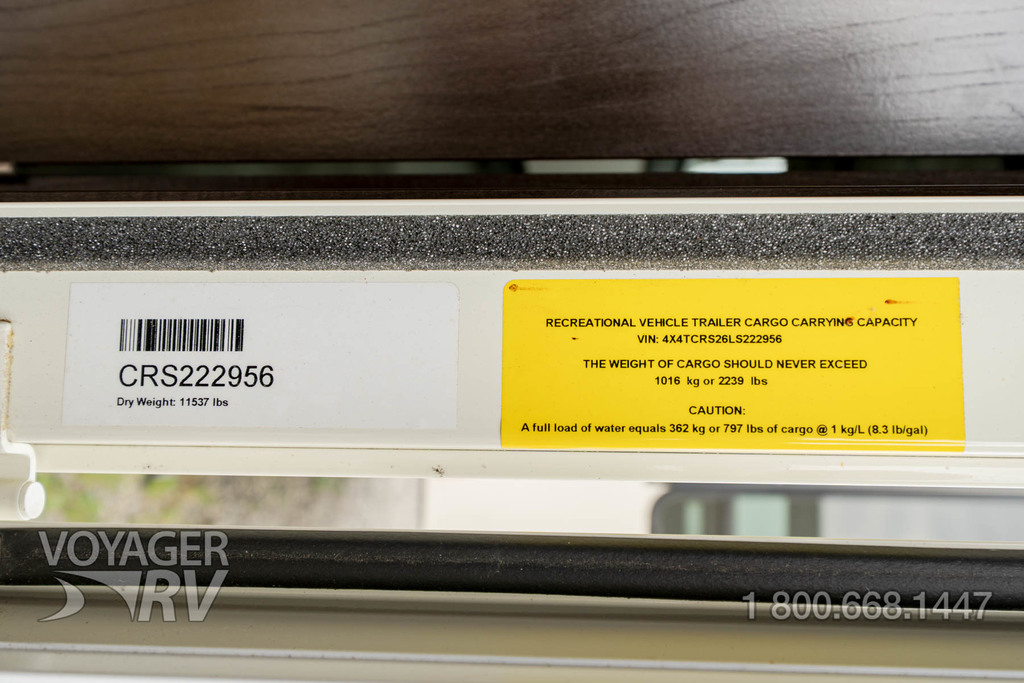 CRS222956
Dry Weight: 11537 lbs
RECREATIONAL VEHICLE TRAILER CARGO CARRYING CAPACITY
VIN: 4X4TCRS26LS222956
THE WEIGHT OF CARGO SHOULD NEVER EXCEED
1016 kg or 2239 lbs
CAUTION:
A full load of water equals 362 kg or 797 lbs of cargo @ 1 kg/L (8.3 lb/gal)
VOYAGER
RV
1 800.668.1447